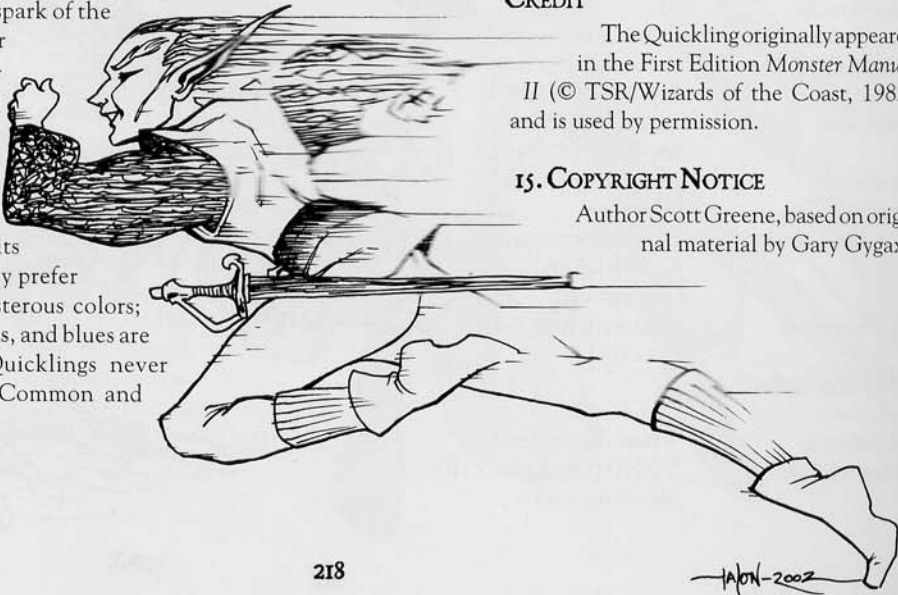 spark of the
r
its
y prefer
sterous colors;
s, and blues are
Quicklings never
Common and
CREDIT
The Quickling originally appeare
in the First Edition Monster Manu
II (© TSR/Wizards of the Coast, 198
and is used by permission.
15. COPYRIGHT NOTICE
Author Scott Greene, based on orig
nal material by Gary Gygax
218
-2002